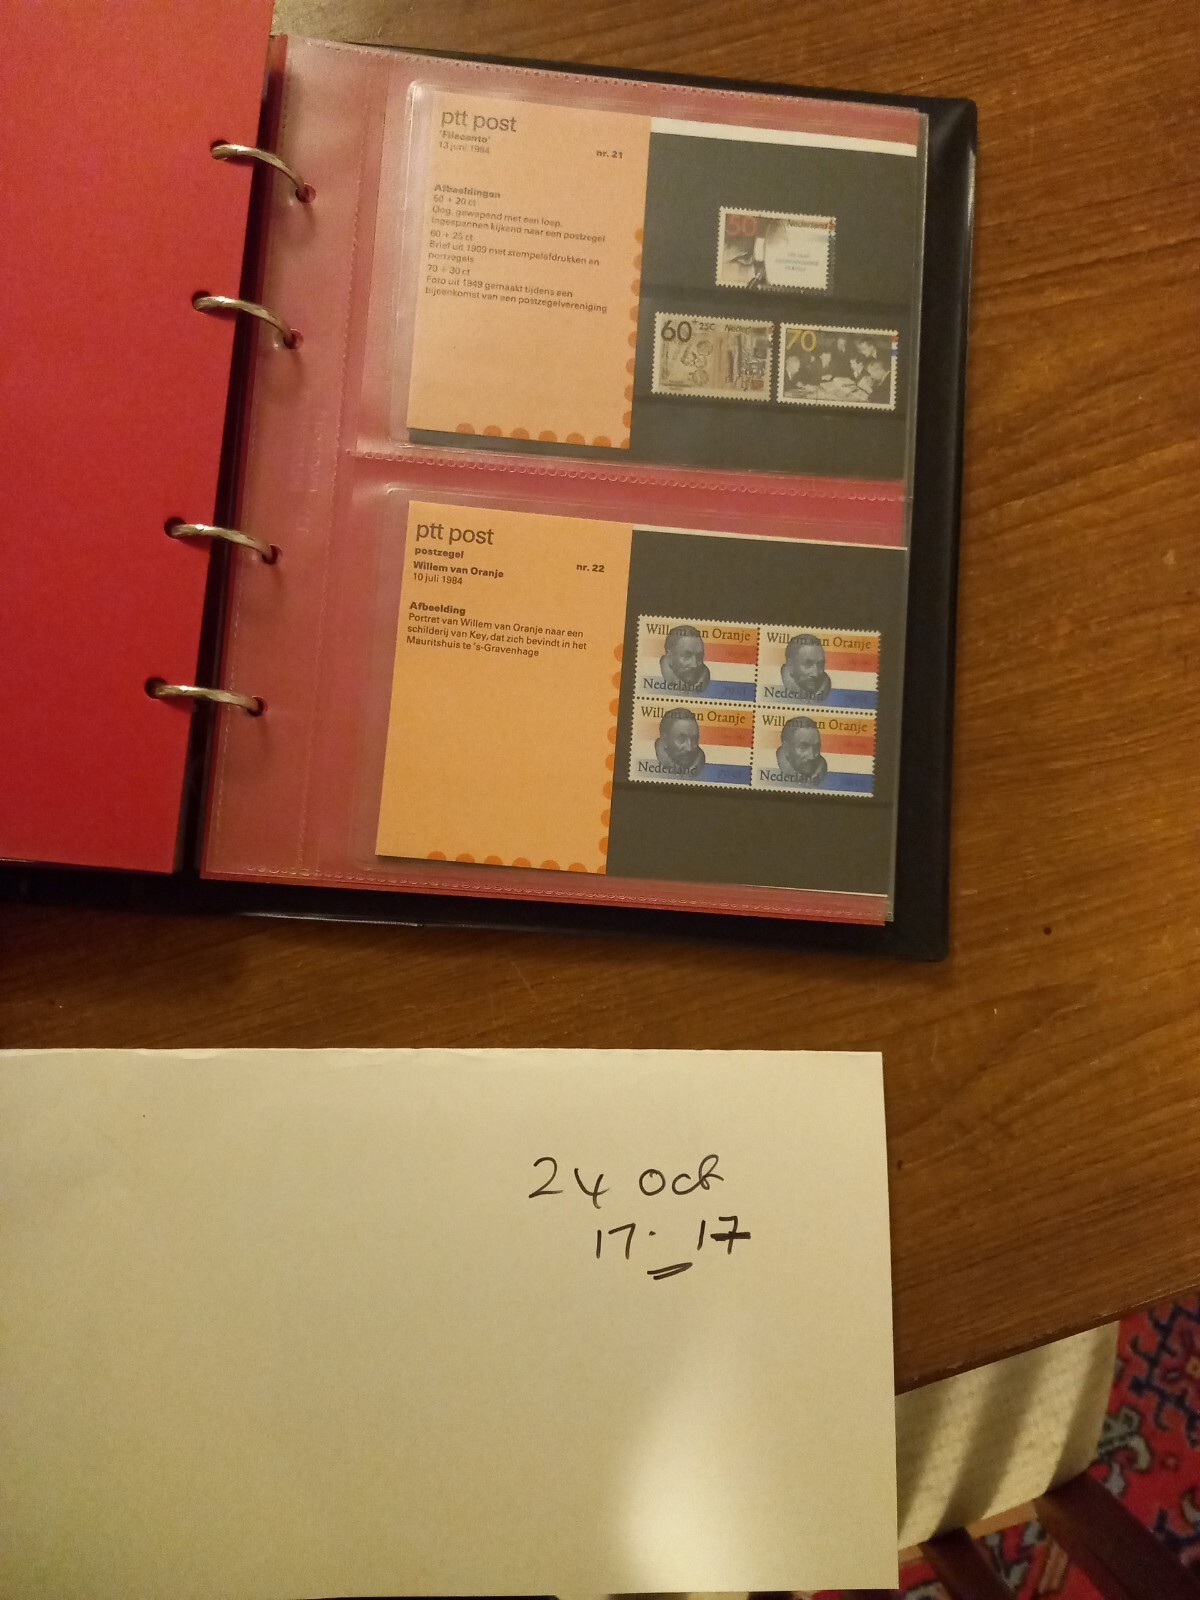 ptt post
'Filacento'
13 juni 1984
nr. 21
Afbeeldingen
50 + 20 ct
Oog, gewapend met een loep,
ingespannen kijkend naar een postzegel
60 + 25 ct
Brief uit 1909 met stempelafdrukken en
postzegels
70 + 30 ct
Foto uit 1949 gemaakt tijdens een
bijeenkomst van een postzegelvereniging
50
Nederland
60 + 25c Nederland
70
ptt post
postzegel
Willem van Oranje
10 juli 1984
nr. 22
Afbeelding
Portret van Willem van Oranje naar een
schilderij van Key, dat zich bevindt in het
Mauritshuis te 's-Gravenhage
Willem van Oranje
Nederland
Willem van Oranje
Nederland
Willem van Oranje
Nederland
Willem van Oranje
Nederland
24 Oct
17. 17